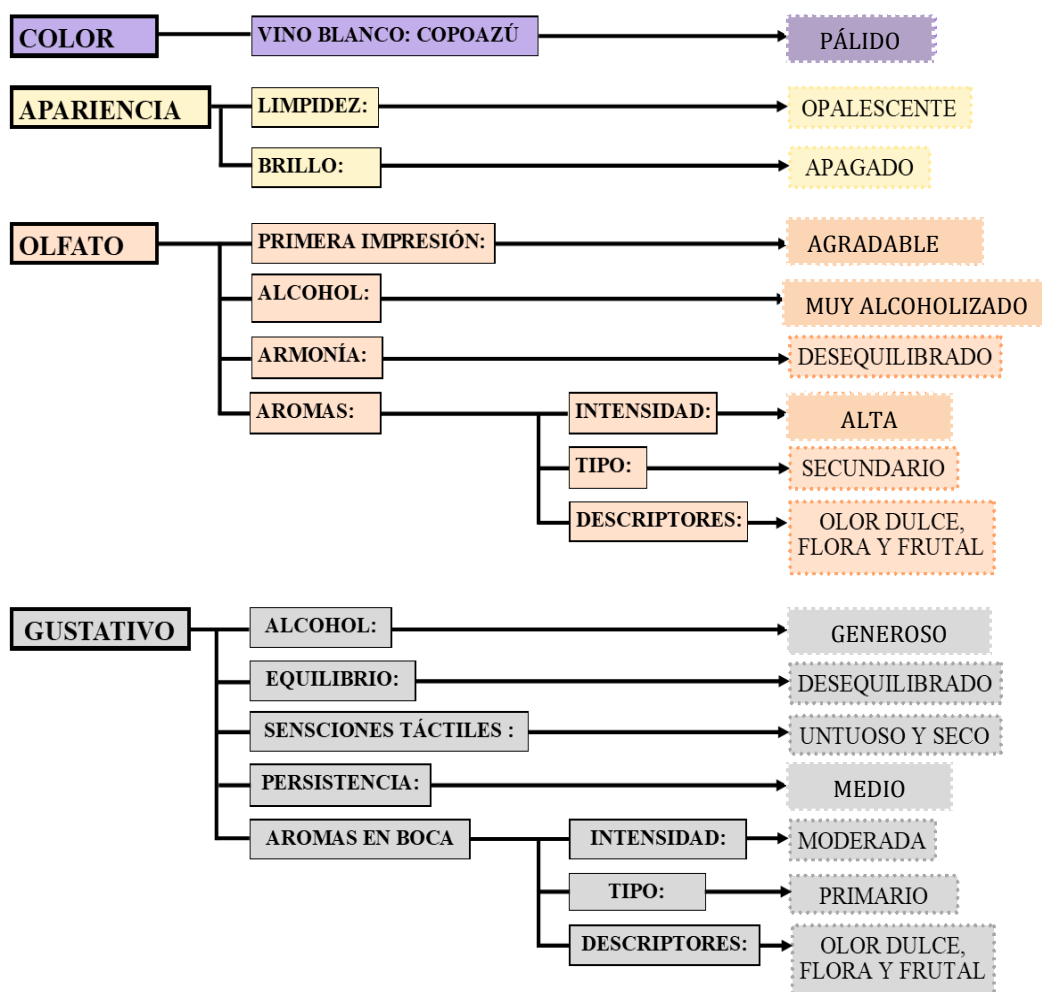 COLOR
VINO BLANCO: COPOAZÚ
PÁLIDO
APARIENCIA
LIMPIDEZ:
OPALESCENTE
BRILLO:
APAGADO
OLFATO
PRIMERA IMPRESIÓN:
AGRADABLE
ALCOHOL:
MUY ALCOHOLIZADO
ARMONÍA:
DESEQUILIBRADO
AROMAS:
INTENSIDAD:
ALTA
TIPO:
SECUNDARIO
DESCRIPTORES:
OLOR DULCE,
FLORA Y FRUTAL
GUSTATIVO
ALCOHOL:
GENEROSO
EQUILIBRIO:
DESEQUILIBRADO
SENSCIONES TÁCTILES :
UNTUOSO Y SECO
PERSISTENCIA:
MEDIO
AROMAS EN BOCA
INTENSIDAD:
MODERADA
TIPO:
PRIMARIO
DESCRIPTORES:
OLOR DULCE,
FLORA Y FRUTAL